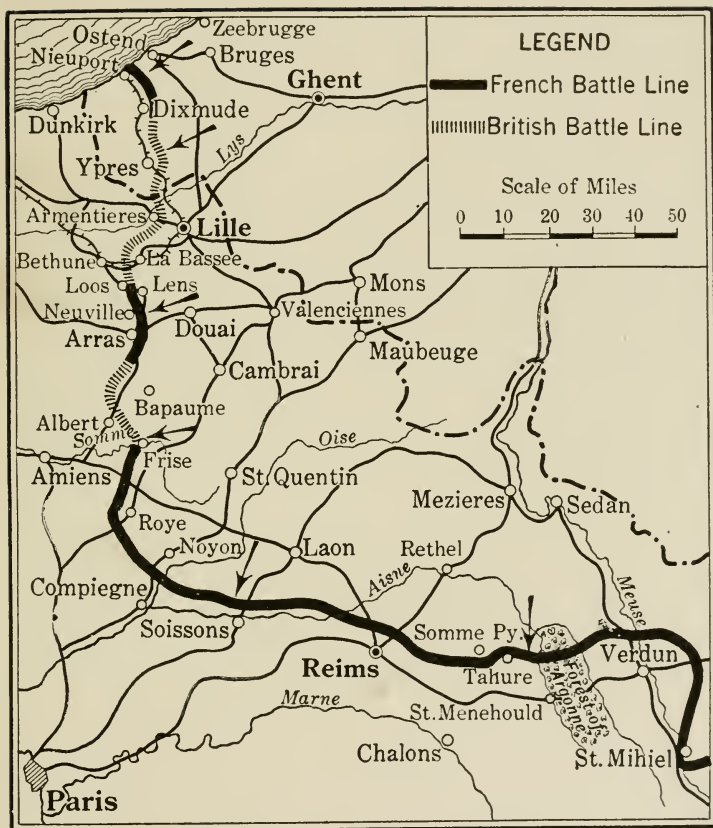 LEGEND
French Battle Line
British Battle Line
Scale of Miles
0 10 20 30 40 50
Zeebrugge
Ostend
Bruges
Nieuport
Ghent
Dixmude
Dunkirk
Lys
Ypres
Armentieres
Lille
Bethune
La Bassee
Mons
Loos
Lens
Neuville
Douai
Valenciennes
Arras
Maubeuge
Cambrai
Bapaume
Albert
Somme
Oise
Frise
Amiens
St. Quentin
Mezieres
Sedan
Roye
Noyon
Laon
Rethel
Compiegne
Aisne
Meuse
Soissons
Somme Py.
Verdun
Reims
Tahure
Forest of
Argonne
Marne
St. Menehould
Chalons
St. Mihiel
Paris